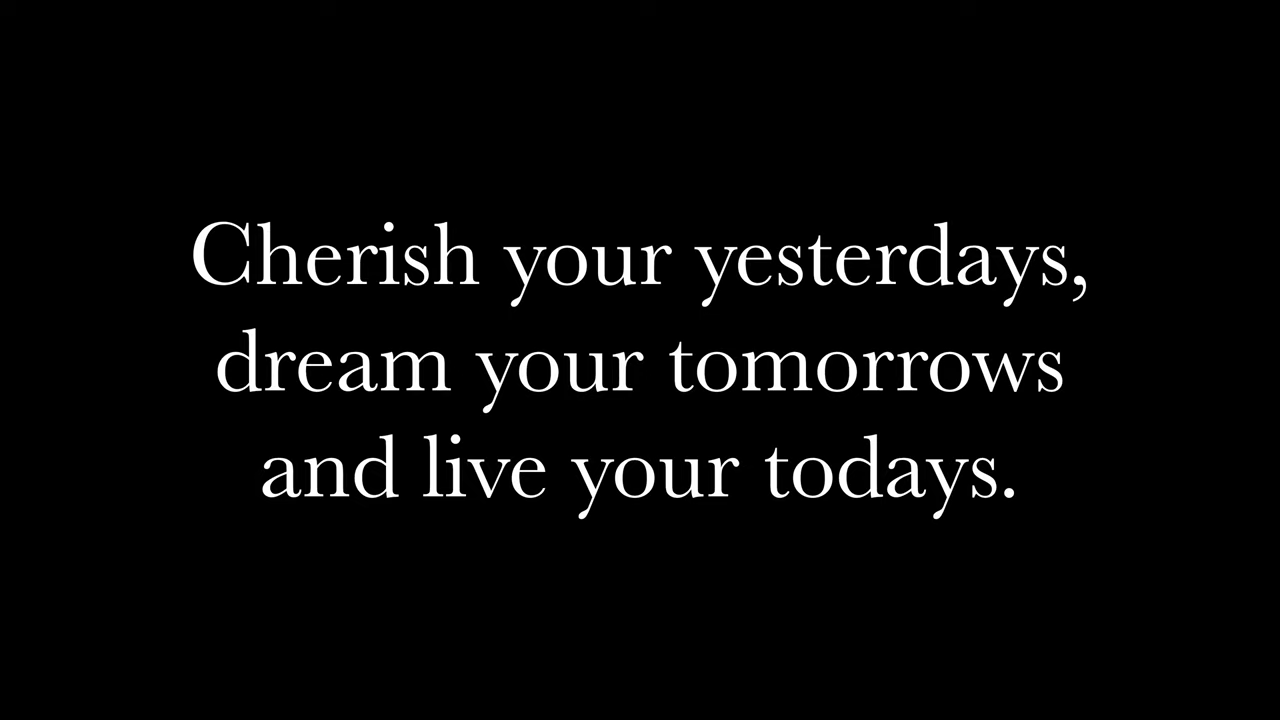 Cherish your yesterdays,
dream your tomorrows
and live your todays.